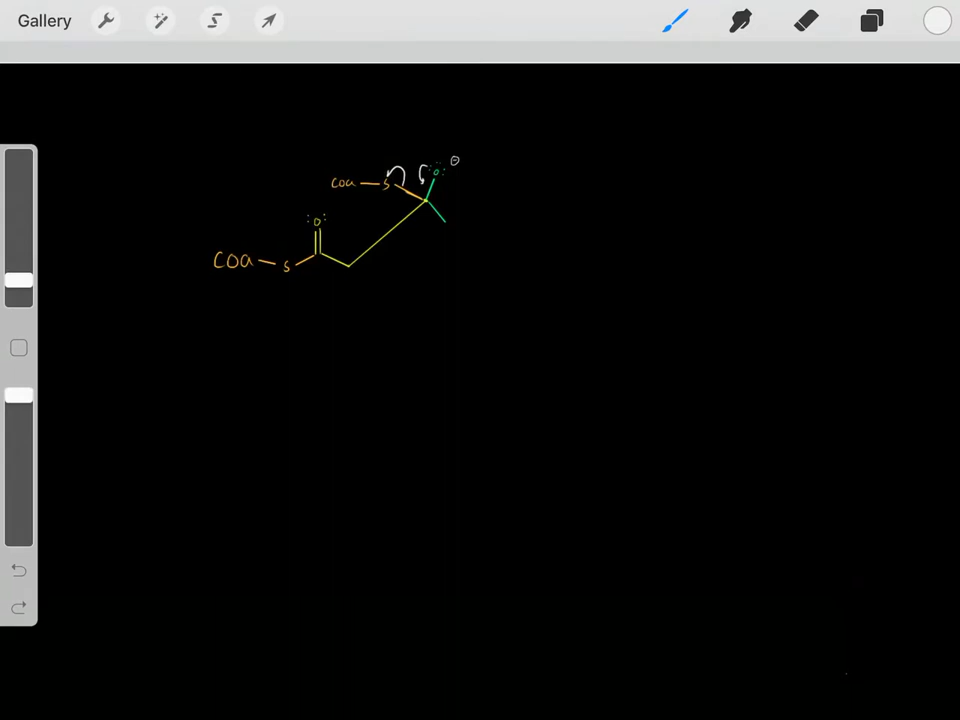 Gallery
CoA — S :O: ⊖
:O:
COA — S